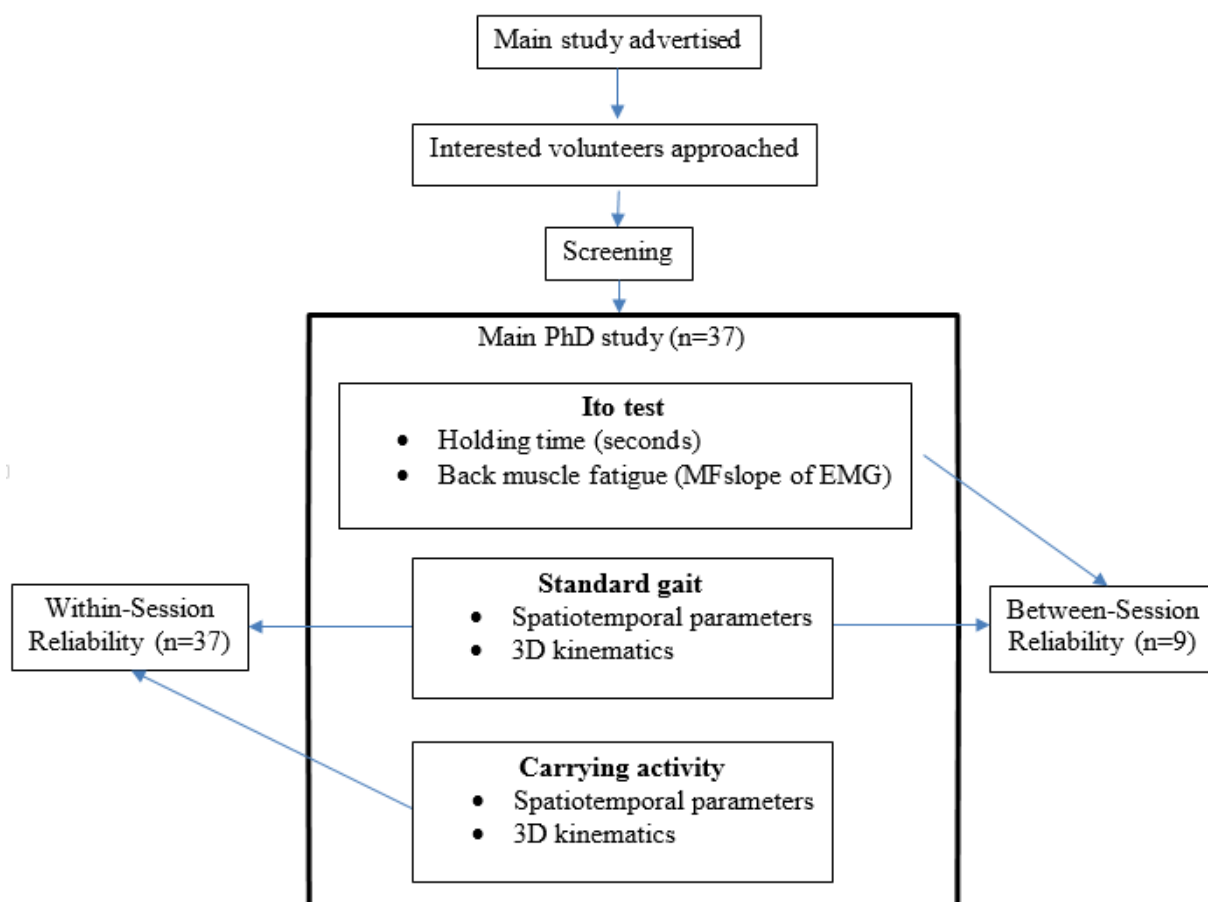 Main study advertised
Interested volunteers approached
Screening
Main PhD study (n=37)
Ito test
• Holding time (seconds)
• Back muscle fatigue (MFslope of EMG)
Within-Session
Reliability (n=37)
Standard gait
• Spatiotemporal parameters
• 3D kinematics
Between-Session
Reliability (n=9)
Carrying activity
• Spatiotemporal parameters
• 3D kinematics